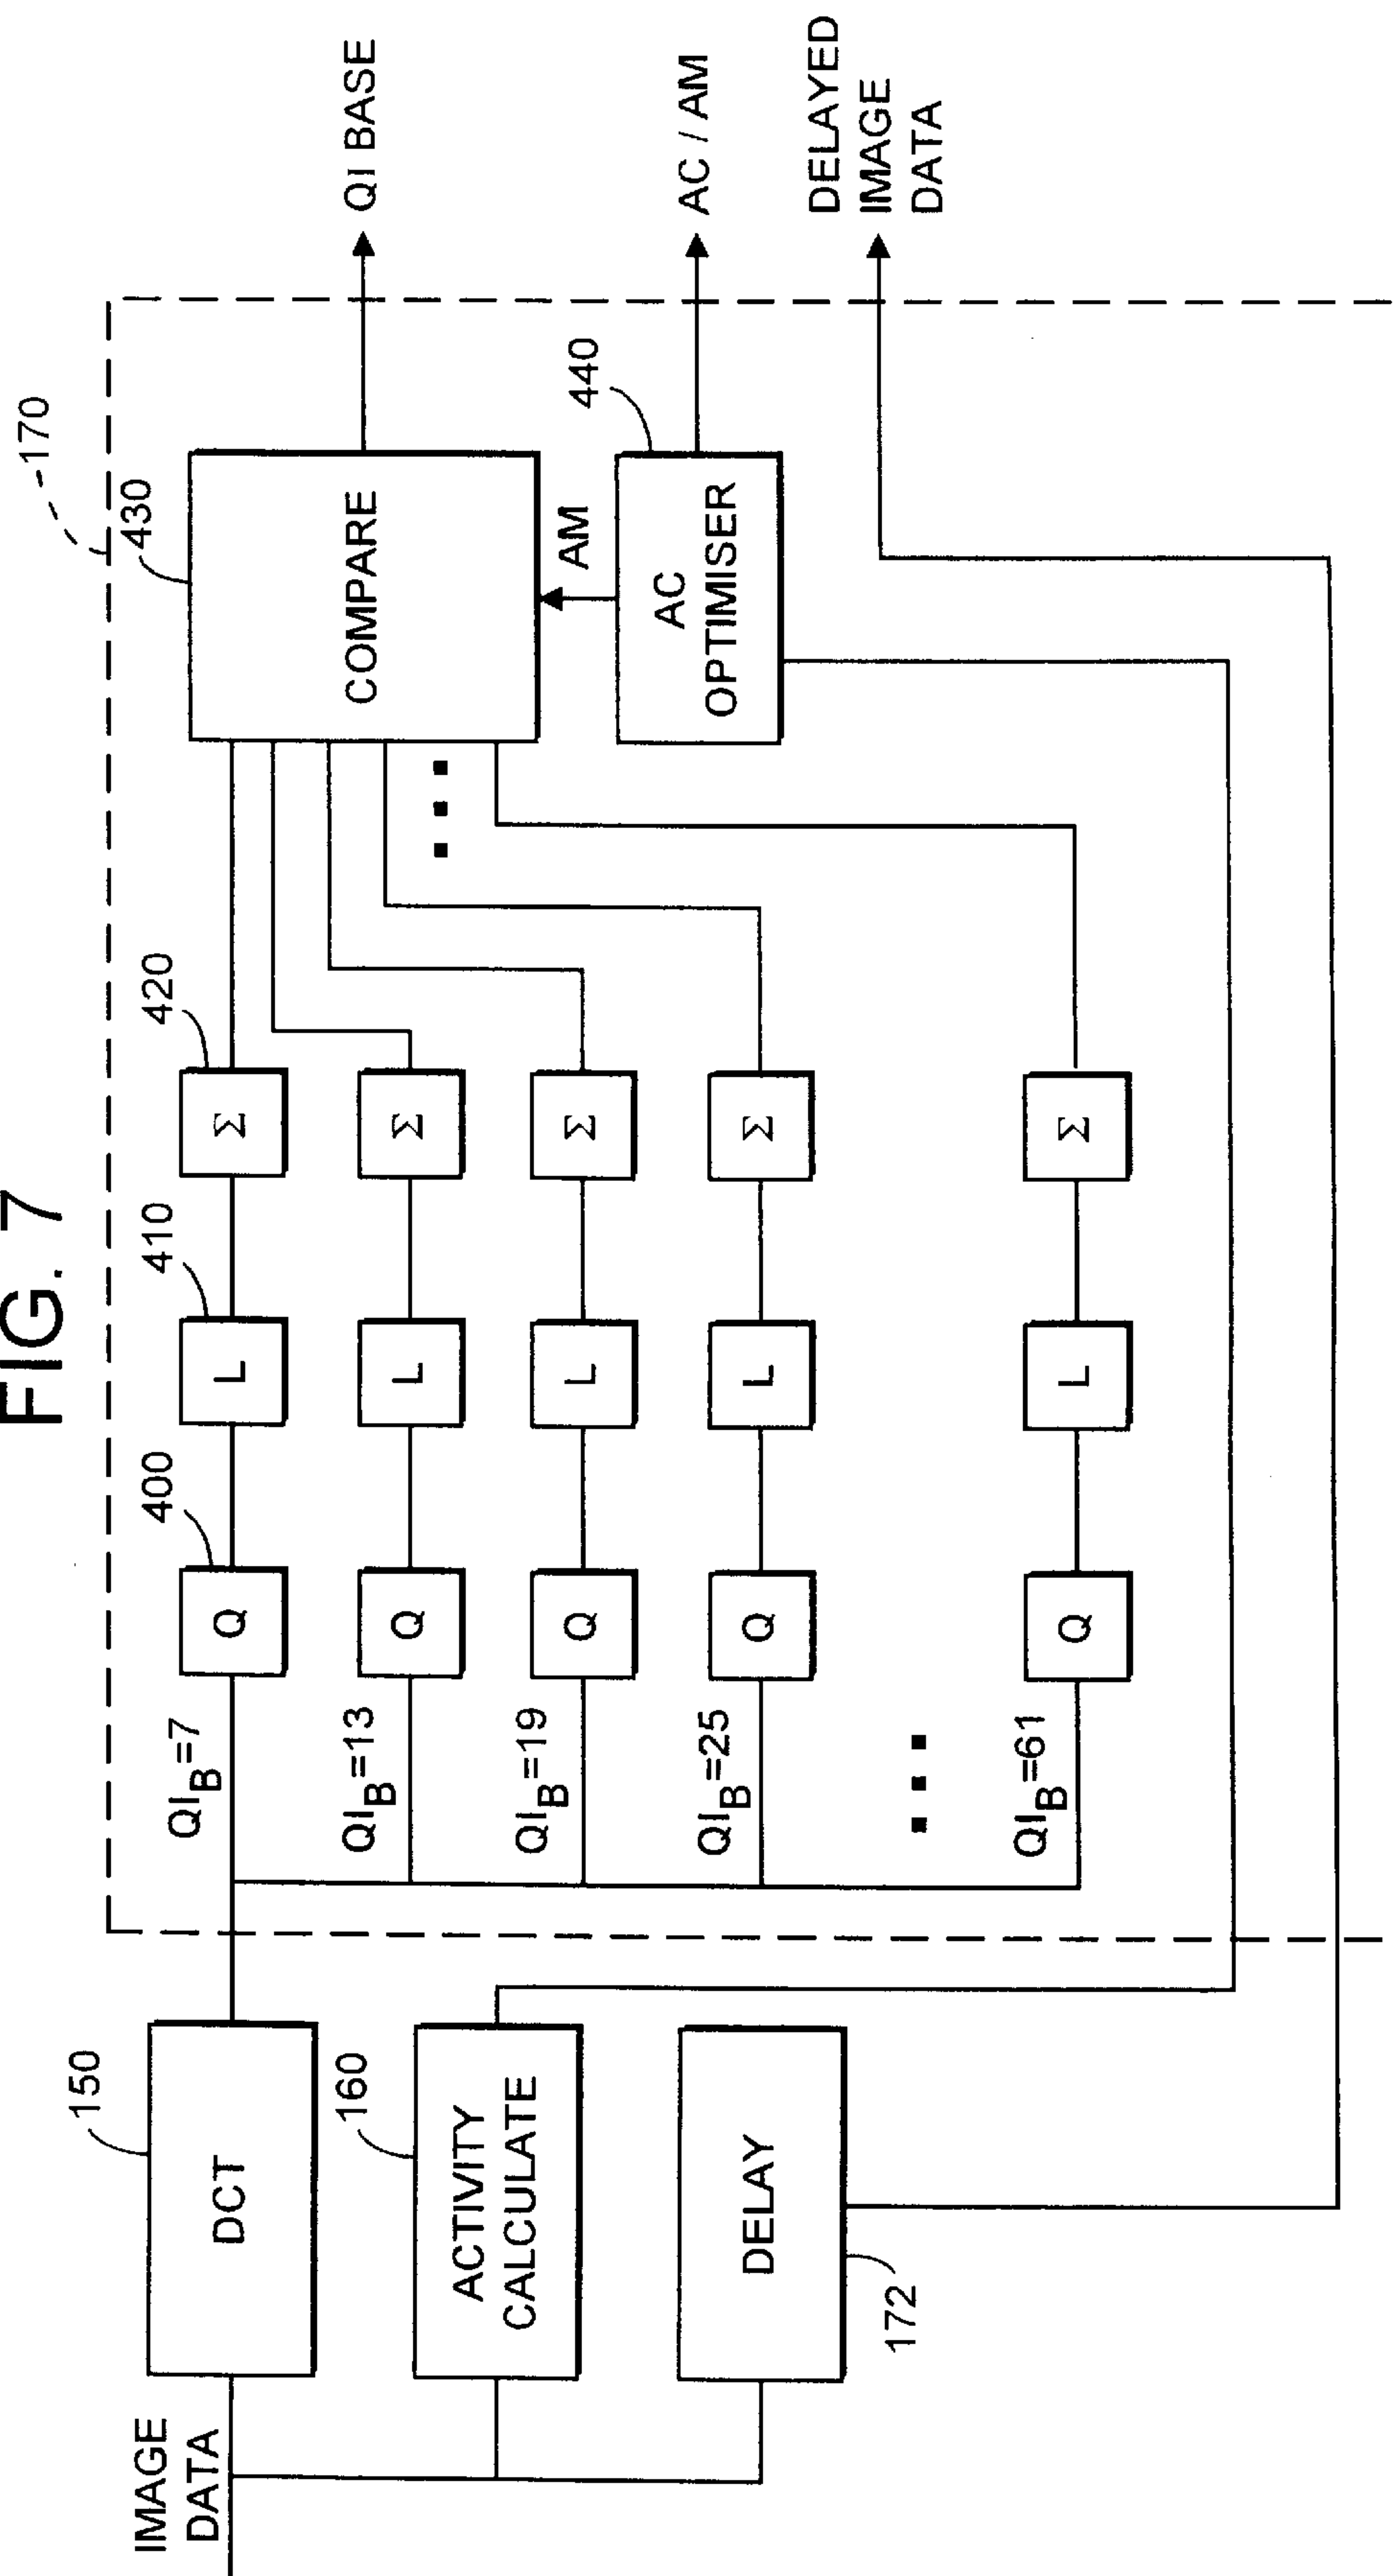 FIG. 7
170
IMAGE
DATA
150
DCT
160
ACTIVITY
CALCULATE
DELAY
172
QI_B=7
QI_B=13
QI_B=19
QI_B=25
...
QI_B=61
400
Q
Q
Q
Q
Q
410
L
L
L
L
L
420
Σ
Σ
Σ
Σ
Σ
...
430
COMPARE
AM
440
AC
OPTIMISER
QI BASE
AC / AM
DELAYED
IMAGE
DATA